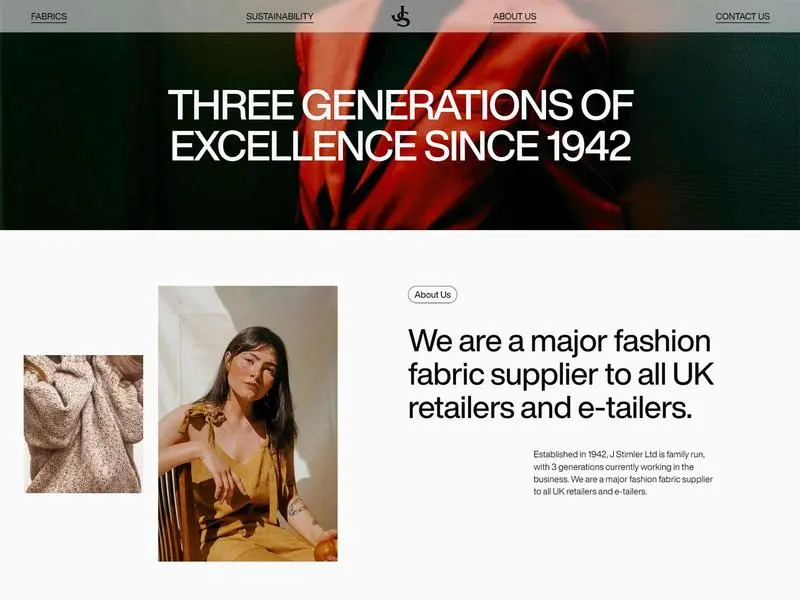 FABRICS
SUSTAINABILITY
JS
ABOUT US
CONTACT US
THREE GENERATIONS OF
EXCELLENCE SINCE 1942
About Us
We are a major fashion
fabric supplier to all UK
retailers and e-tailers.
Established in 1942, J Stimler Ltd is family run,
with 3 generations currently working in the
business. We are a major fashion fabric supplier
to all UK retailers and e-tailers.